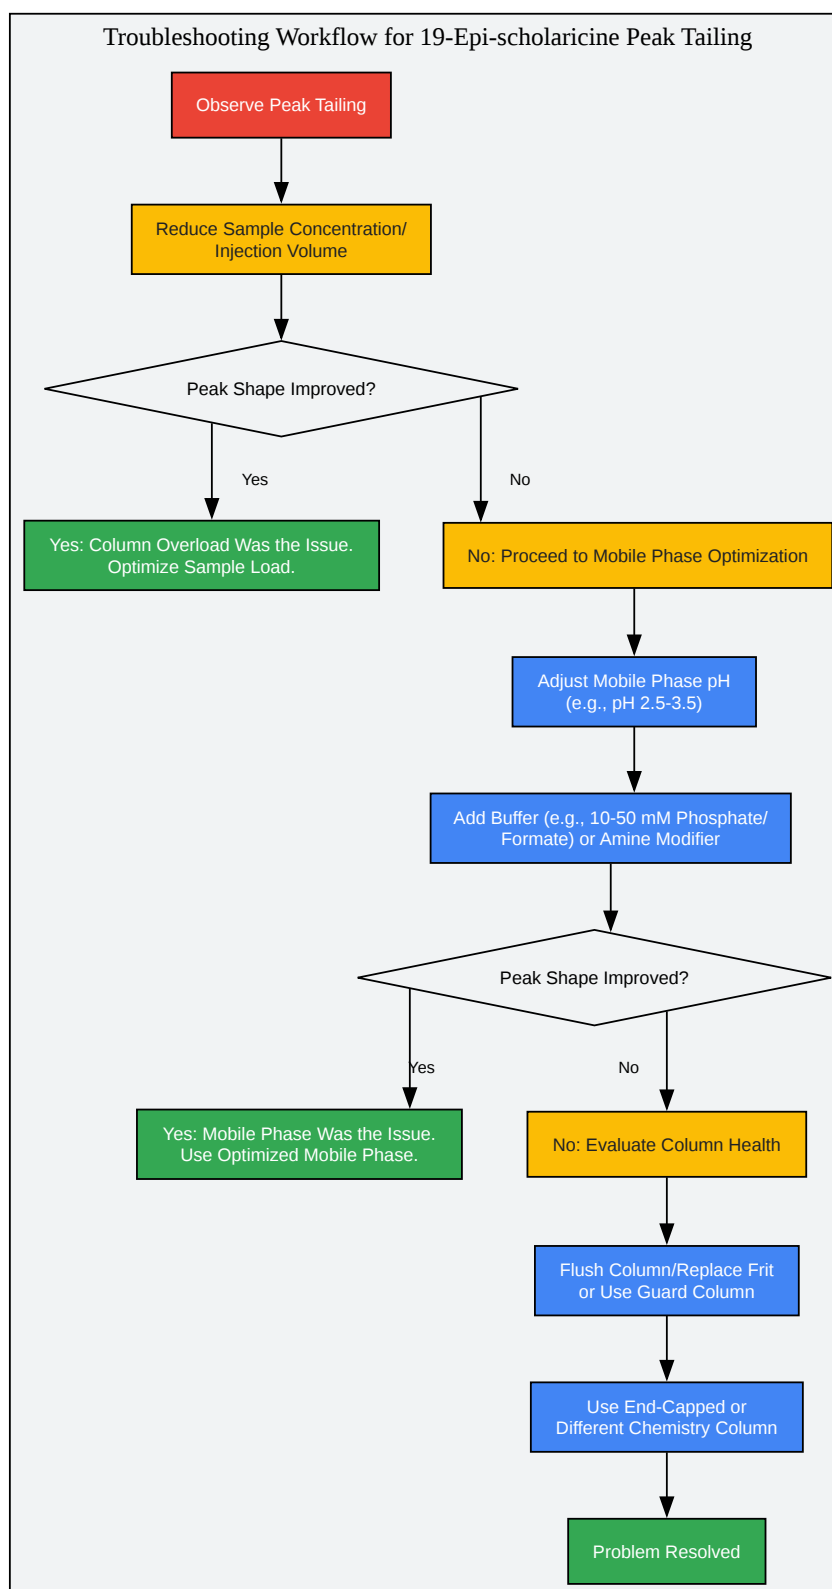 Troubleshooting Workflow for 19-Epi-scholaricine Peak Tailing
Observe Peak Tailing
Reduce Sample Concentration/
Injection Volume
Peak Shape Improved?
Yes
No
Yes: Column Overload Was the Issue.
Optimize Sample Load.
No: Proceed to Mobile Phase Optimization
Adjust Mobile Phase pH
(e.g., pH 2.5-3.5)
Add Buffer (e.g., 10-50 mM Phosphate/
Formate) or Amine Modifier
Peak Shape Improved?
Yes
No
Yes: Mobile Phase Was the Issue.
Use Optimized Mobile Phase.
No: Evaluate Column Health
Flush Column/Replace Frit
or Use Guard Column
Use End-Capped or
Different Chemistry Column
Problem Resolved